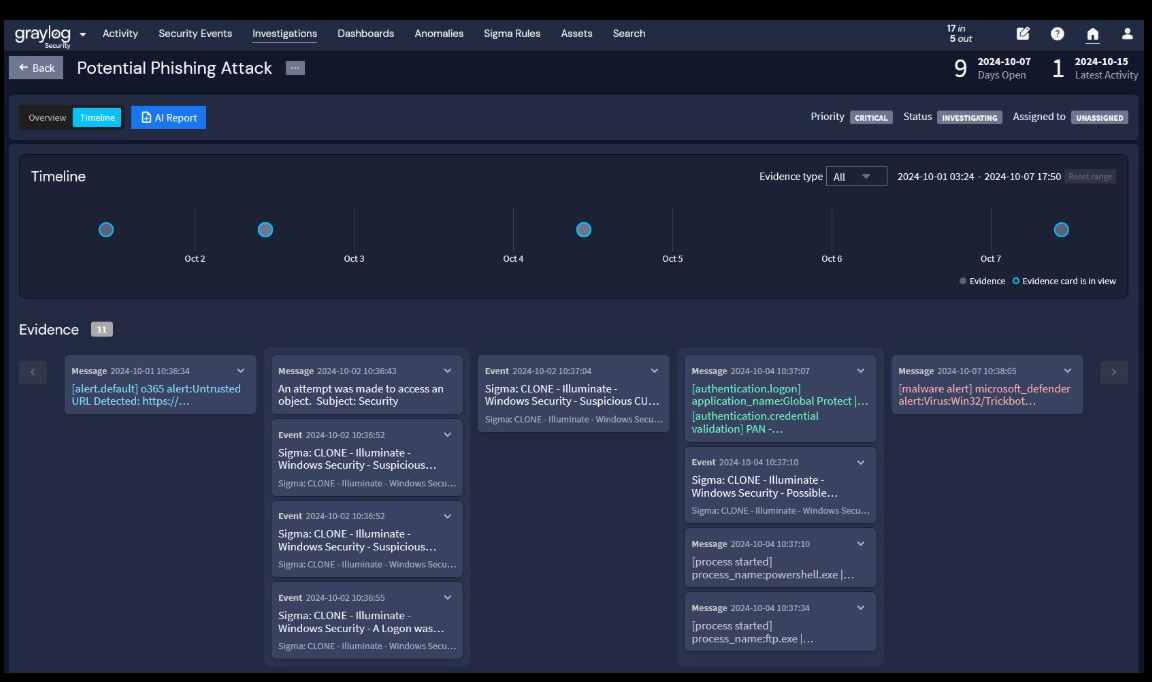 graylog
Security
Activity
Security Events
Investigations
Dashboards
Anomalies
Sigma Rules
Assets
Search
17 in
5 out
← Back
Potential Phishing Attack
...
9
2024-10-07
Days Open
1
2024-10-15
Latest Activity
Overview
Timeline
AI Report
Priority CRITICAL
Status INVESTIGATING
Assigned to UNASSIGNED
Timeline
Evidence type All
2024-10-01 03:24 - 2024-10-07 17:50
Reset range
Oct 2
Oct 3
Oct 4
Oct 5
Oct 6
Oct 7
Evidence
Evidence card is in view
Evidence 11
Message 2024-10-01 10:36:34
[alert.default] o365 alert:Untrusted
URL Detected: https://...
Message 2024-10-02 10:36:43
An attempt was made to access an
object. Subject: Security
Event 2024-10-02 10:36:52
Sigma: CLONE - Illuminate -
Windows Security - Suspicious...
Sigma: CLONE - Illuminate - Windows Secu...
Event 2024-10-02 10:36:52
Sigma: CLONE - Illuminate -
Windows Security - Suspicious...
Sigma: CLONE - Illuminate - Windows Secu...
Event 2024-10-02 10:36:55
Sigma: CLONE - Illuminate -
Windows Security - A Logon was...
Sigma: CLONE - Illuminate - Windows Secu...
Event 2024-10-02 10:37:04
Sigma: CLONE - Illuminate -
Windows Security - Suspicious CU...
Sigma: CLONE - Illuminate - Windows Secu...
Message 2024-10-04 10:37:07
[authentication.logon]
application_name:Global Protect |...
[authentication.credential
validation] PAN -...
Event 2024-10-04 10:37:10
Sigma: CLONE - Illuminate -
Windows Security - Possible...
Sigma: CLONE - Illuminate - Windows Secu...
Message 2024-10-04 10:37:10
[process started]
process_name:powershell.exe |...
Message 2024-10-04 10:37:34
[process started]
process_name:ftp.exe |...
Message 2024-10-07 10:38:05
[malware alert] microsoft_defender
alert:Virus:Win32/Trickbot...